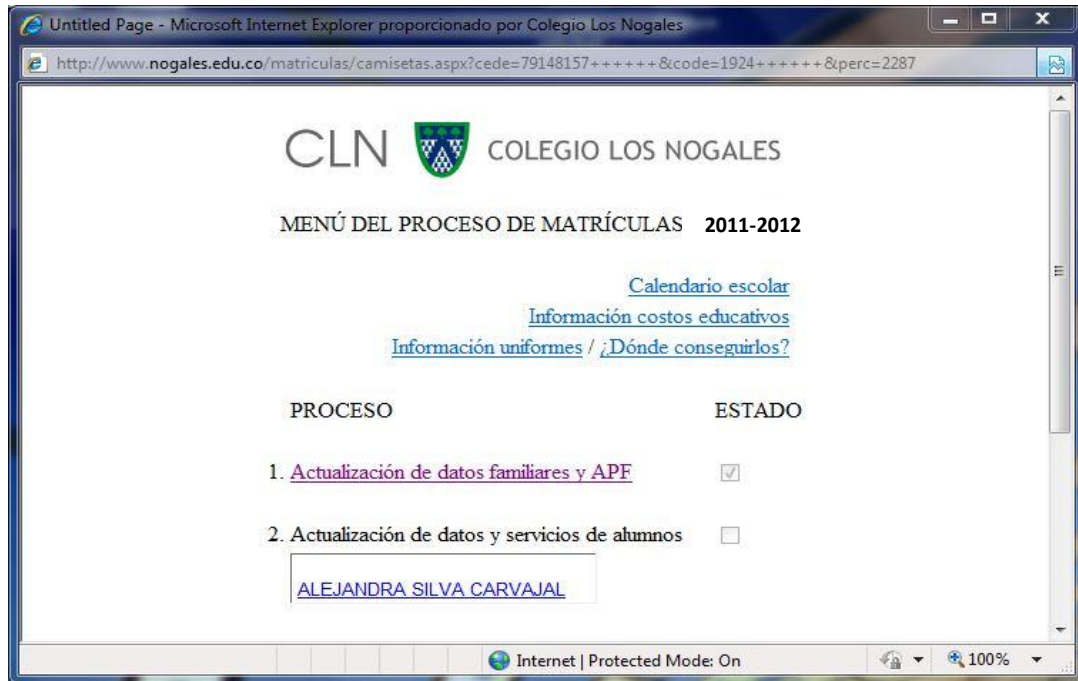 Untitled Page - Microsoft Internet Explorer proporcionado por Colegio Los Nogales
http://www.nogales.edu.co/matriculas/camisetas.aspx?cede=79148157++++++&code=1924++++++&perc=2287
CLN COLEGIO LOS NOGALES
MENÚ DEL PROCESO DE MATRÍCULAS 2011-2012
Calendario escolar
Información costos educativos
Información uniformes / ¿Dónde conseguirlos?
PROCESO ESTADO
1. Actualización de datos familiares y APF
2. Actualización de datos y servicios de alumnos
ALEJANDRA SILVA CARVAJAL
Internet | Protected Mode: On 100%